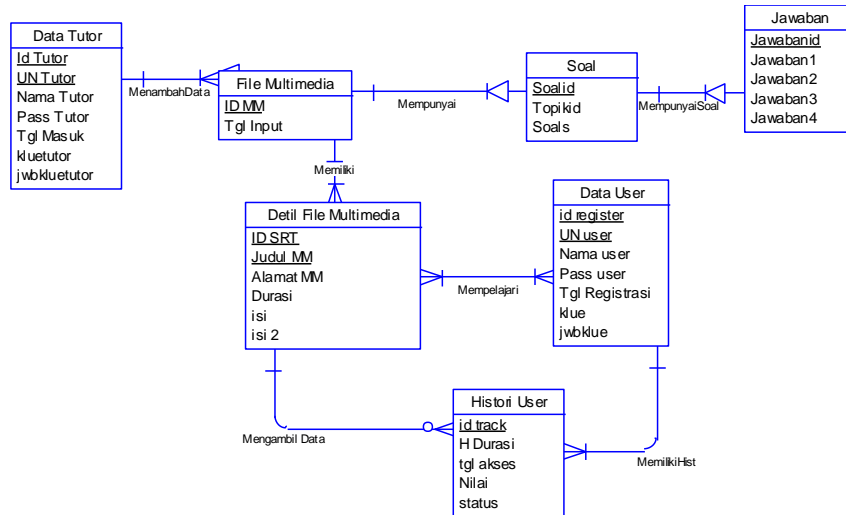 Data Tutor
Id Tutor
UN Tutor
Nama Tutor
Pass Tutor
Tgl Masuk
kluetutor
jwbkluetutor
MenambahData
File Multimedia
ID MM
Tgl Input
Mempunyai
Soal
Soalid
Topikid
Soals
MempunyaiSoal
Jawaban
Jawabanid
Jawaban1
Jawaban2
Jawaban3
Jawaban4
Memiliki
Detil File Multimedia
ID SRT
Judul MM
Alamat MM
Durasi
isi
isi 2
Mempelajari
Data User
id register
UN user
Nama user
Pass user
Tgl Registrasi
klue
jwbklue
Mengambil Data
Histori User
id track
H Durasi
tgl akses
Nilai
status
MemilikiHist